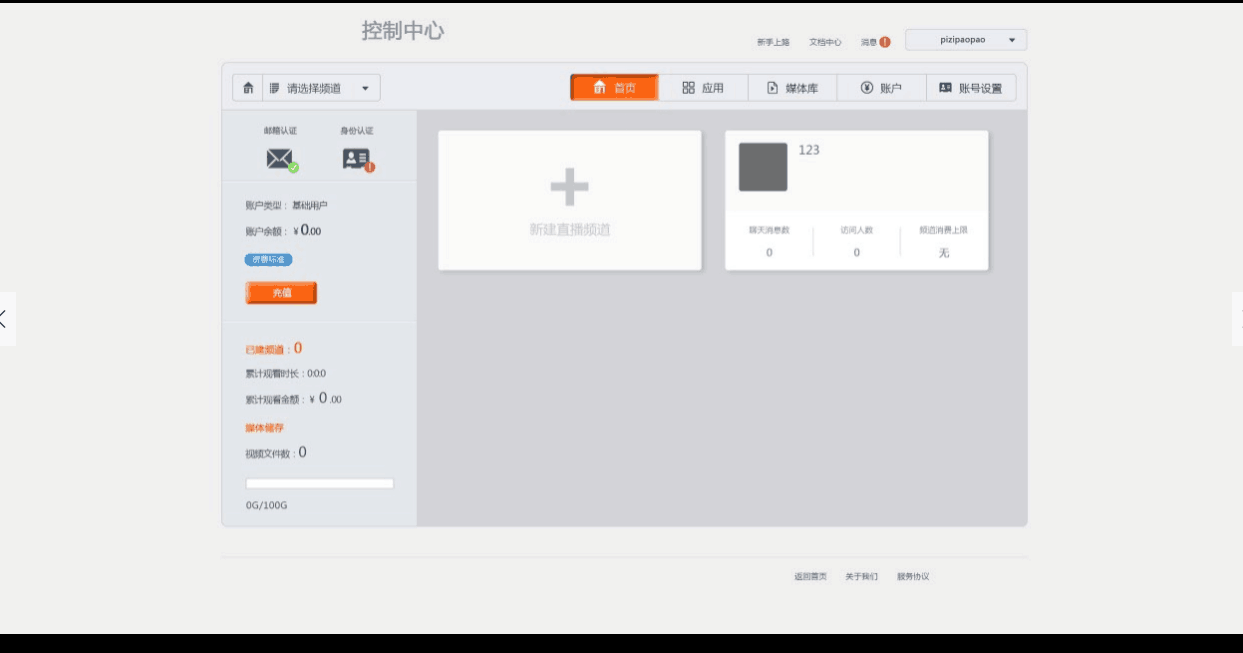 控制中心
新手上路 文档中心 消息 pizipaopao
请选择频道 首页 应用 媒体库 账户 账号设置
邮箱认证 身份认证
账户类型：基础用户
账户余额：¥0.00
资费标准
充值
已建频道：0
累计观看时长：0:0:0
累计观看金额：¥ 0.00
媒体储存
视频文件数：0
0G/100G
新建直播频道
123
聊天消息数 访问人数 频道消费上限
0 0 无
返回首页 关于我们 服务协议